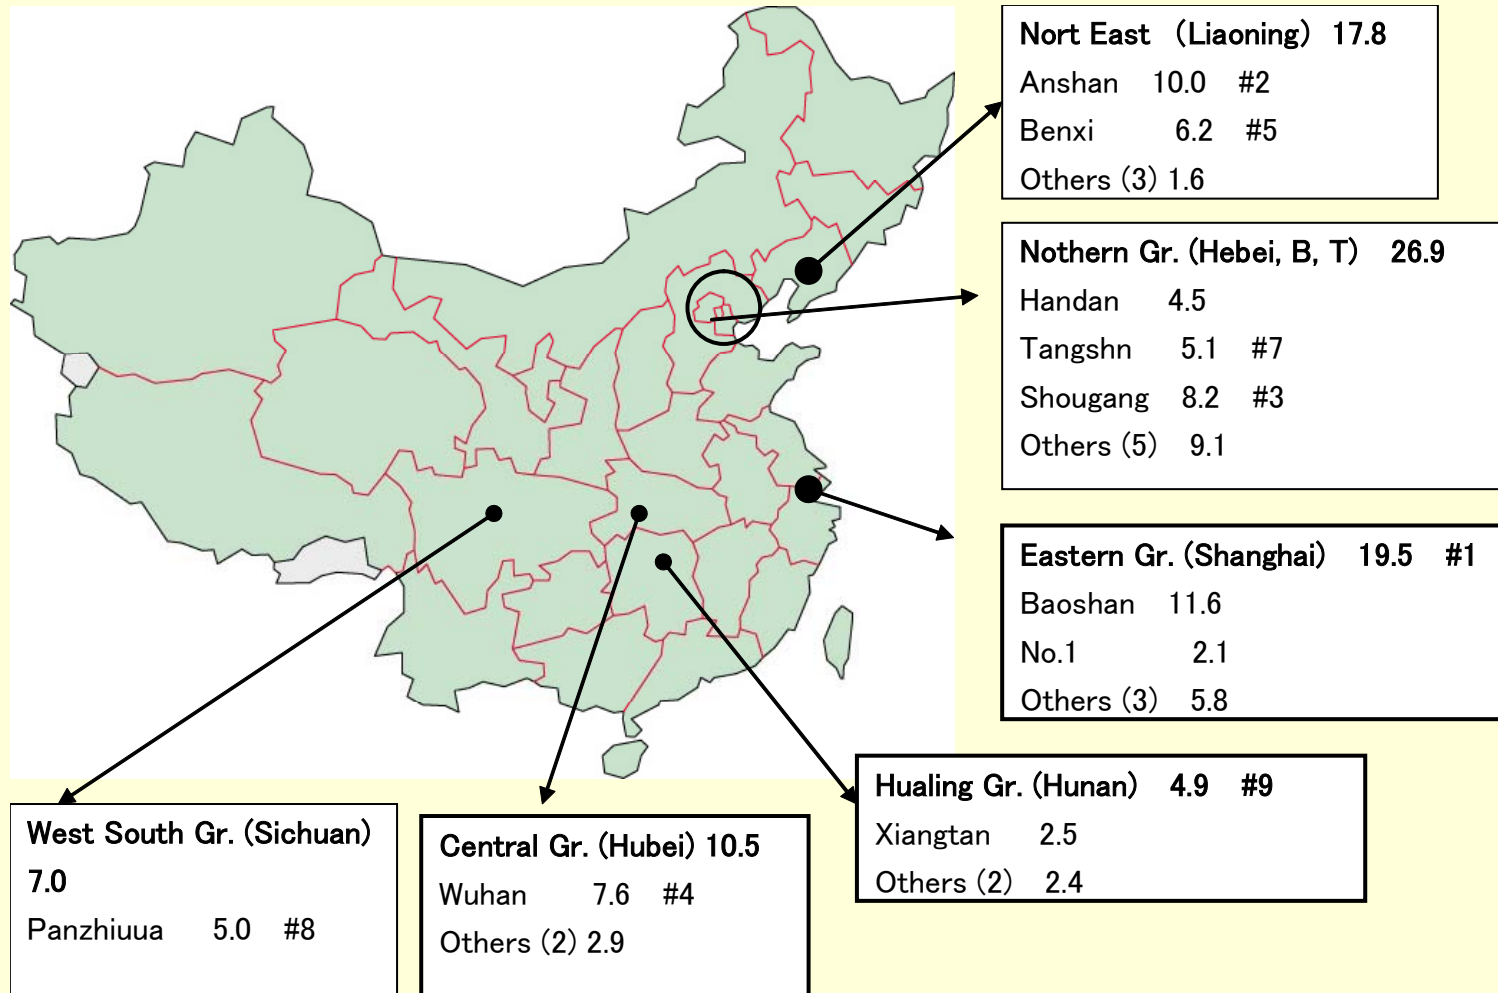 Nort East (Liaoning) 17.8
Anshan 10.0 #2
Benxi 6.2 #5
Others (3) 1.6
Nothern Gr. (Hebei, B, T) 26.9
Handan 4.5
Tangshn 5.1 #7
Shougang 8.2 #3
Others (5) 9.1
Eastern Gr. (Shanghai) 19.5 #1
Baoshan 11.6
No.1 2.1
Others (3) 5.8
Hualing Gr. (Hunan) 4.9 #9
Xiangtan 2.5
Others (2) 2.4
West South Gr. (Sichuan)
7.0
Panzhiuua 5.0 #8
Central Gr. (Hubei) 10.5
Wuhan 7.6 #4
Others (2) 2.9